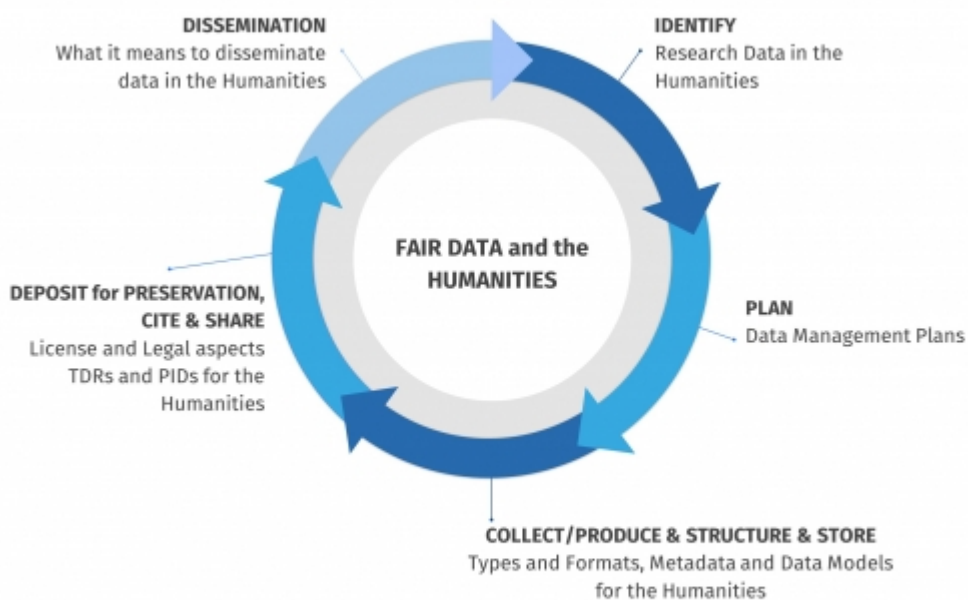 DISSEMINATION
What it means to disseminate
data in the Humanities
IDENTIFY
Research Data in the
Humanities
FAIR DATA and the
HUMANITIES
PLAN
Data Management Plans
DEPOSIT for PRESERVATION,
CITE & SHARE
License and Legal aspects
TDRs and PIDs for the
Humanities
COLLECT/PRODUCE & STRUCTURE & STORE
Types and Formats, Metadata and Data Models
for the Humanities